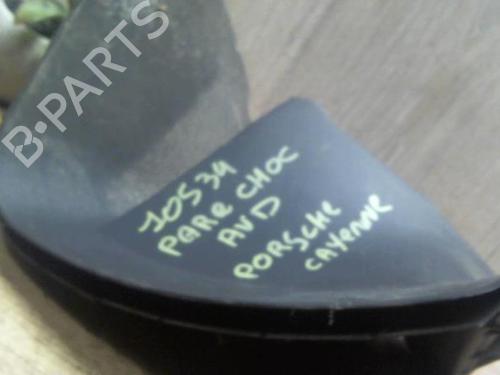 B-PARTS
10534
PARE CHOC
AVD
PORSCHE
CAYENNE